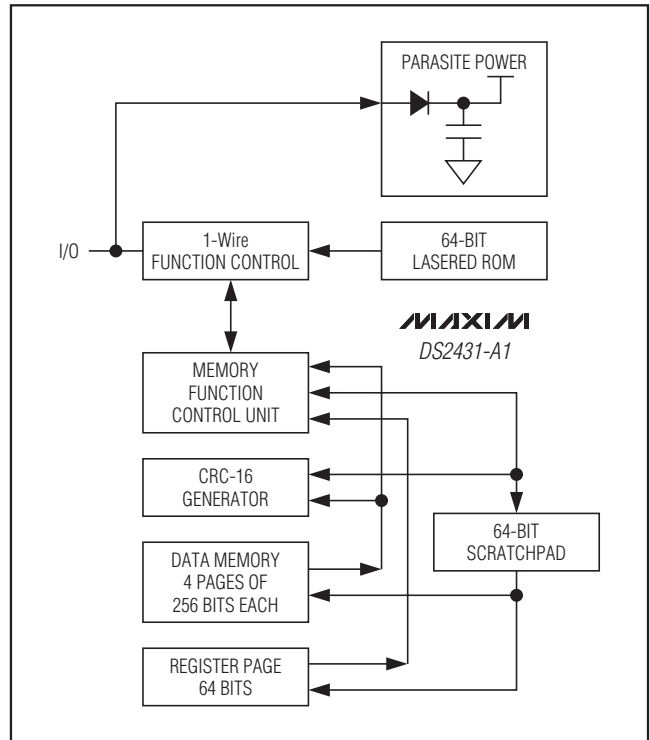 PARASITE POWER
I/O
1-Wire
FUNCTION CONTROL
64-BIT
LASERED ROM
MAXIM
DS2431-A1
MEMORY
FUNCTION
CONTROL UNIT
CRC-16
GENERATOR
64-BIT
SCRATCHPAD
DATA MEMORY
4 PAGES OF
256 BITS EACH
REGISTER PAGE
64 BITS